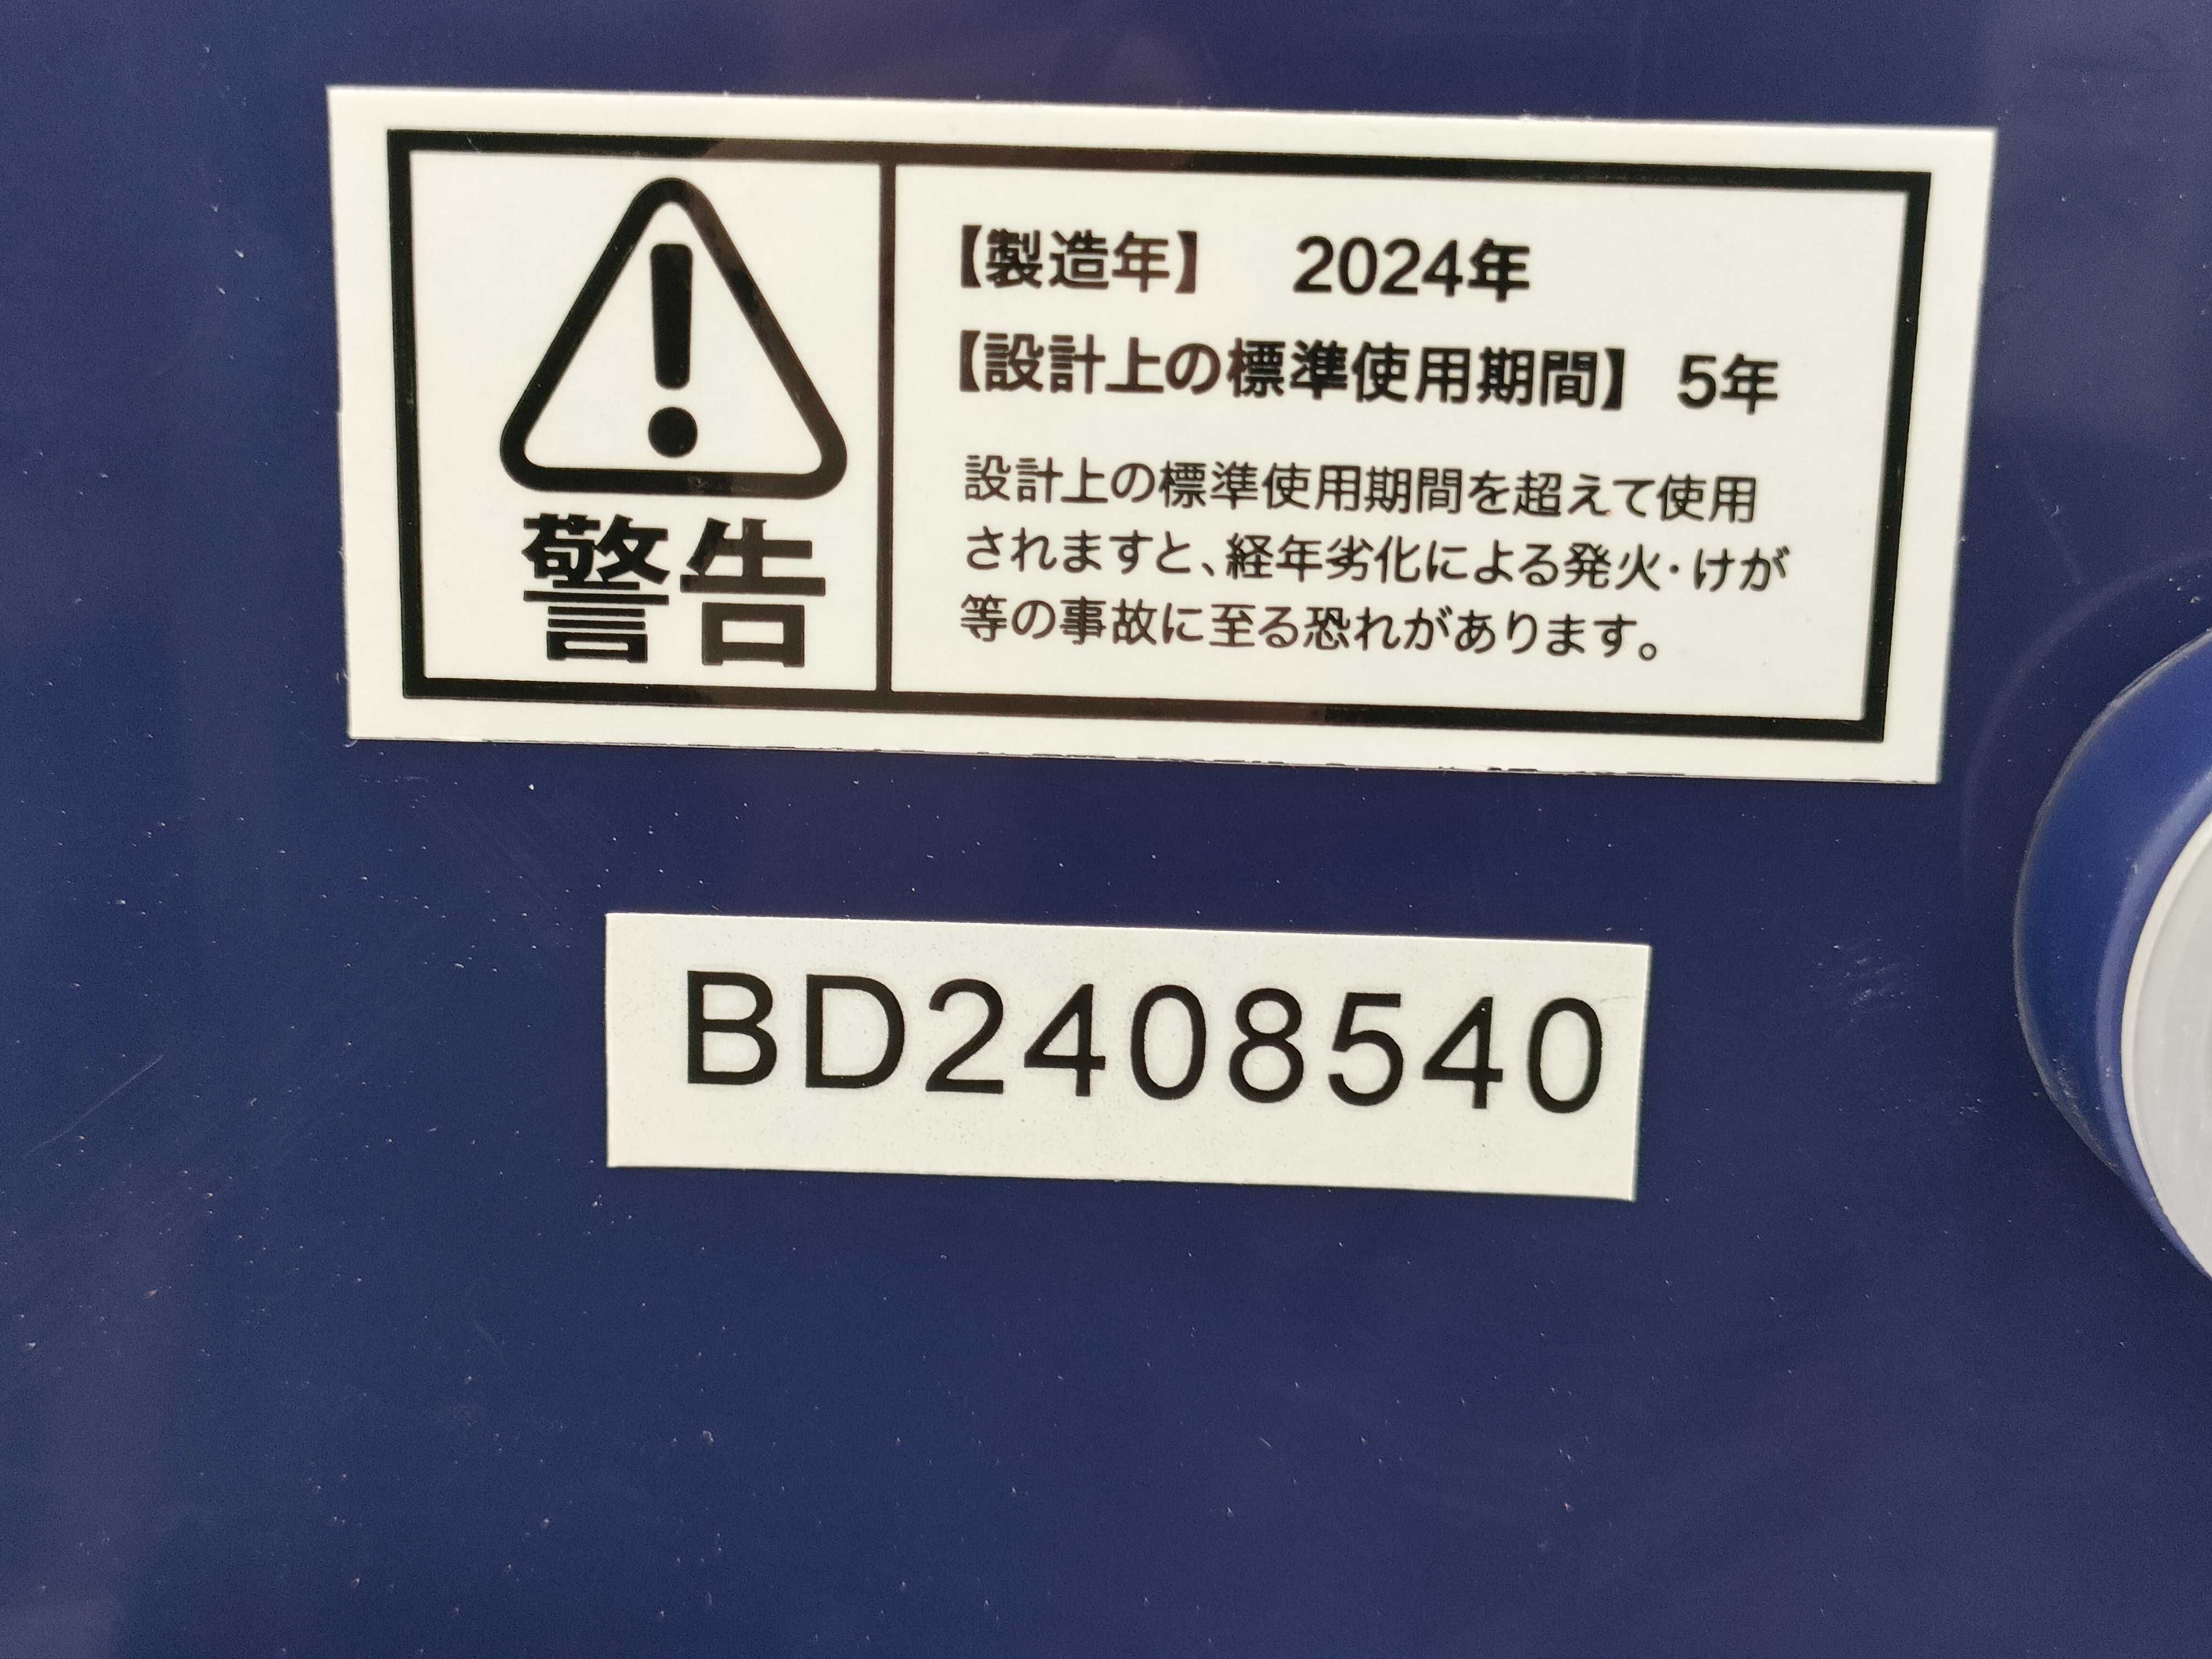 警告
【製造年】 2024年
【設計上の標準使用期間】 5年
設計上の標準使用期間を超えて使用
されますと、経年劣化による発火・けが
等の事故に至る恐れがあります。
BD2408540